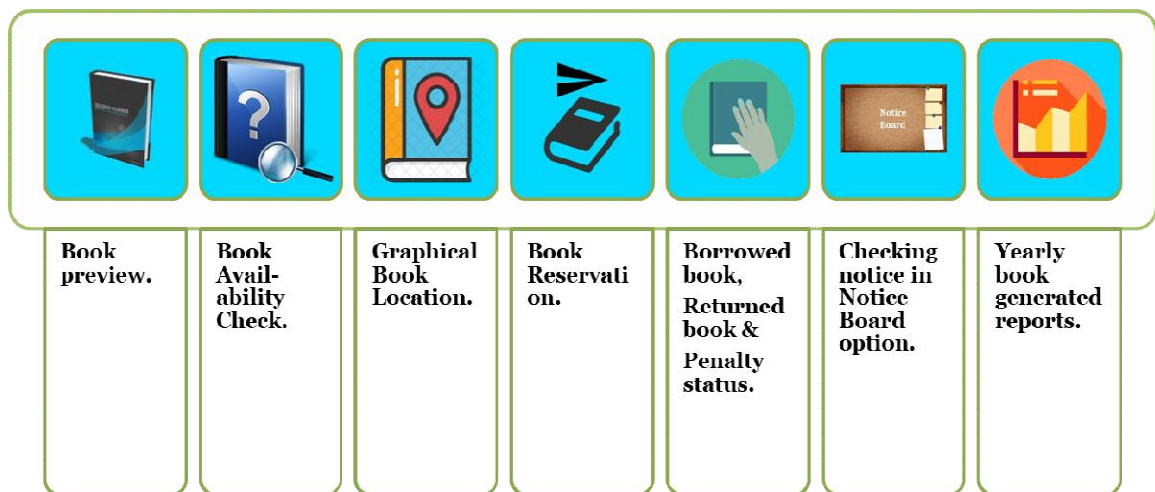 Notice
Board
Book
preview.
Book
Avail-
ability
Check.
Graphical
Book
Location.
Book
Reservati
on.
Borrowed
book,
Returned
book &
Penalty
status.
Checking
notice in
Notice
Board
option.
Yearly
book
generated
reports.